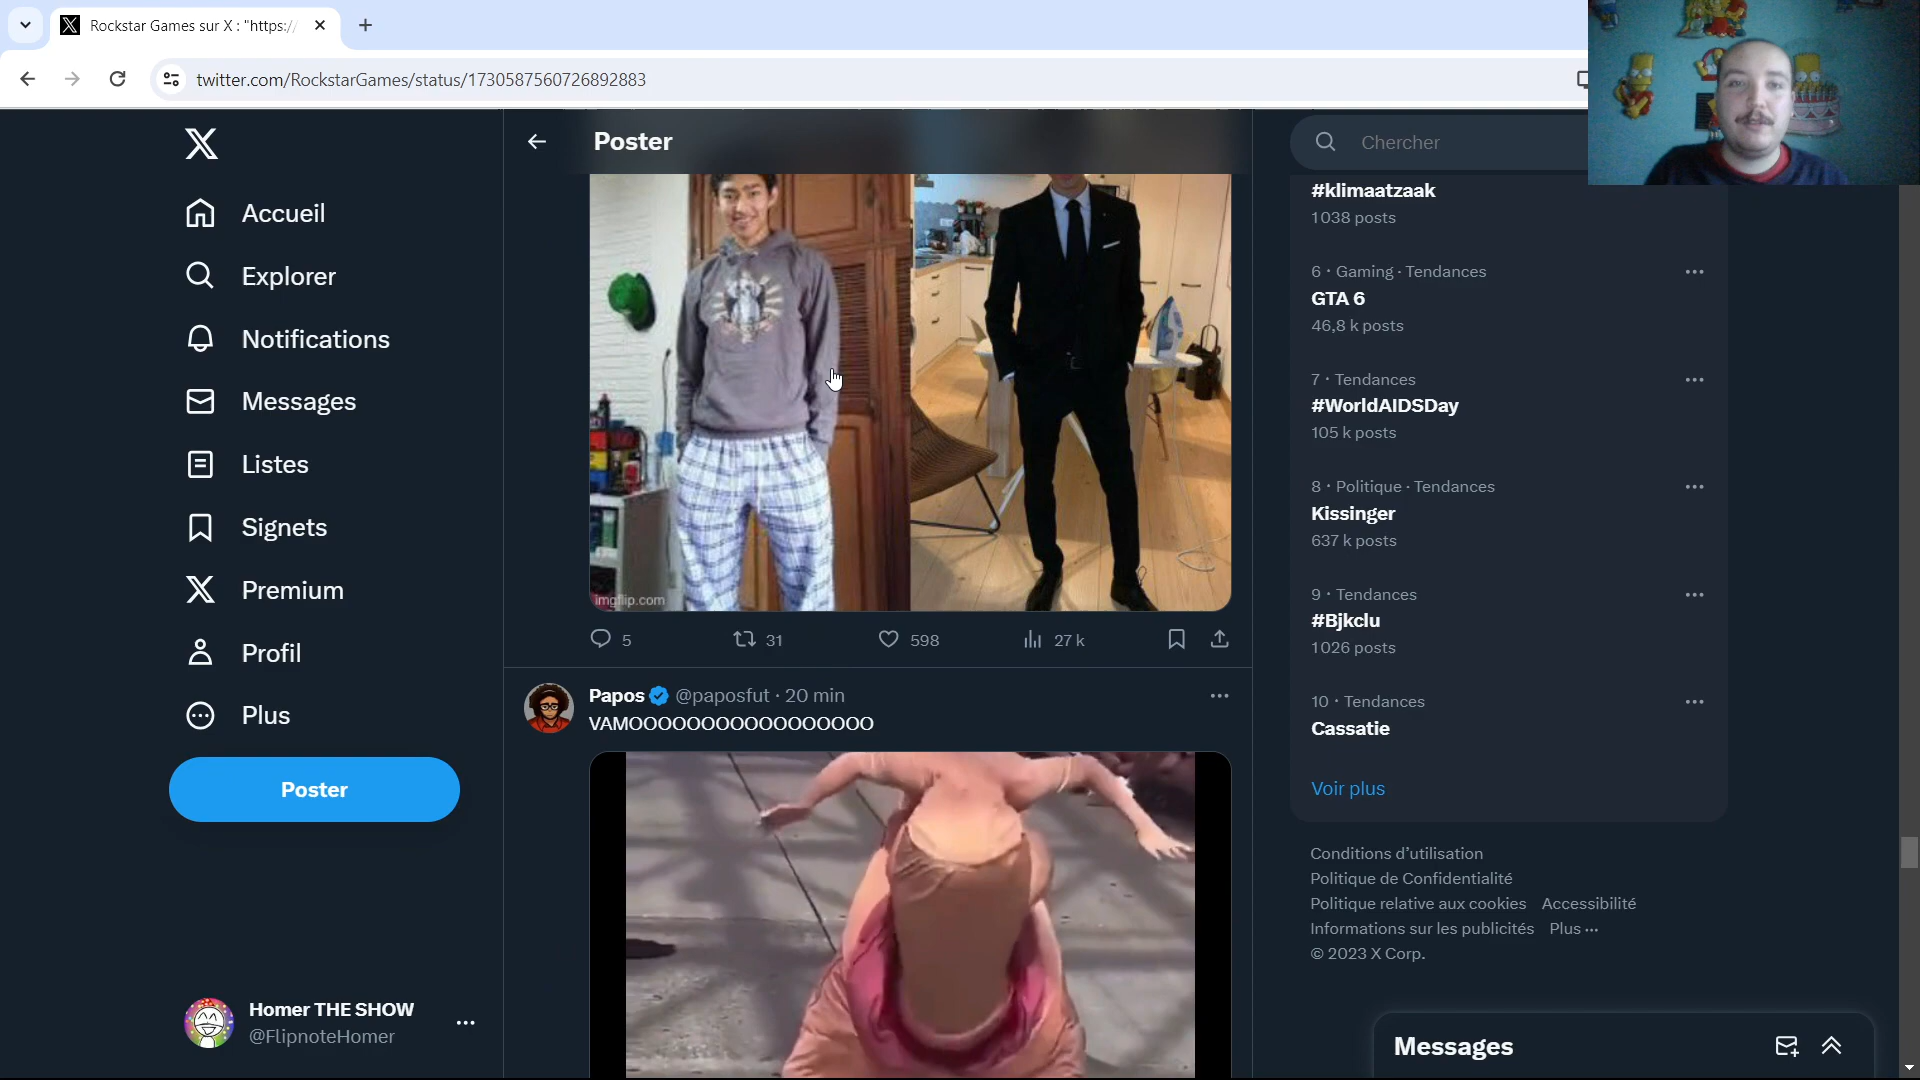 Rockstar Games sur X : "https://
twitter.com/RockstarGames/status/1730587560726892883
Accueil
Explorer
Notifications
Messages
Listes
Signets
Premium
Profil
Plus
Poster
Homer THE SHOW
@FlipnoteHomer
Poster
imgflip.com
5
31
598
27 k
Papos @paposfut · 20 min
VAMOOOOOOOOOOOOOOOOO
Chercher
#klimaatzaak
1 038 posts
6 · Gaming · Tendances
GTA 6
46,8 k posts
7 · Tendances
#WorldAIDSDay
105 k posts
8 · Politique · Tendances
Kissinger
637 k posts
9 · Tendances
#Bjkclu
1 026 posts
10 · Tendances
Cassatie
Voir plus
Conditions d’utilisation
Politique de Confidentialité
Politique relative aux cookies Accessibilité
Informations sur les publicités Plus ···
© 2023 X Corp.
Messages